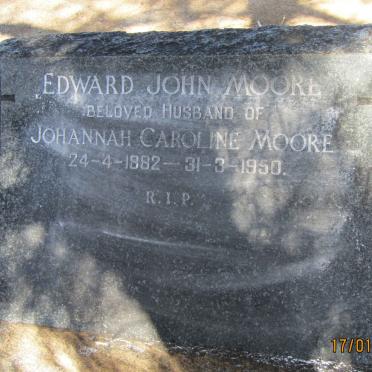 EDWARD JOHN MOORE
BELOVED HUSBAND OF
JOHANNAH CAROLINE MOORE
24-4-1882—31-3-1950.
R.I.P.
17/01